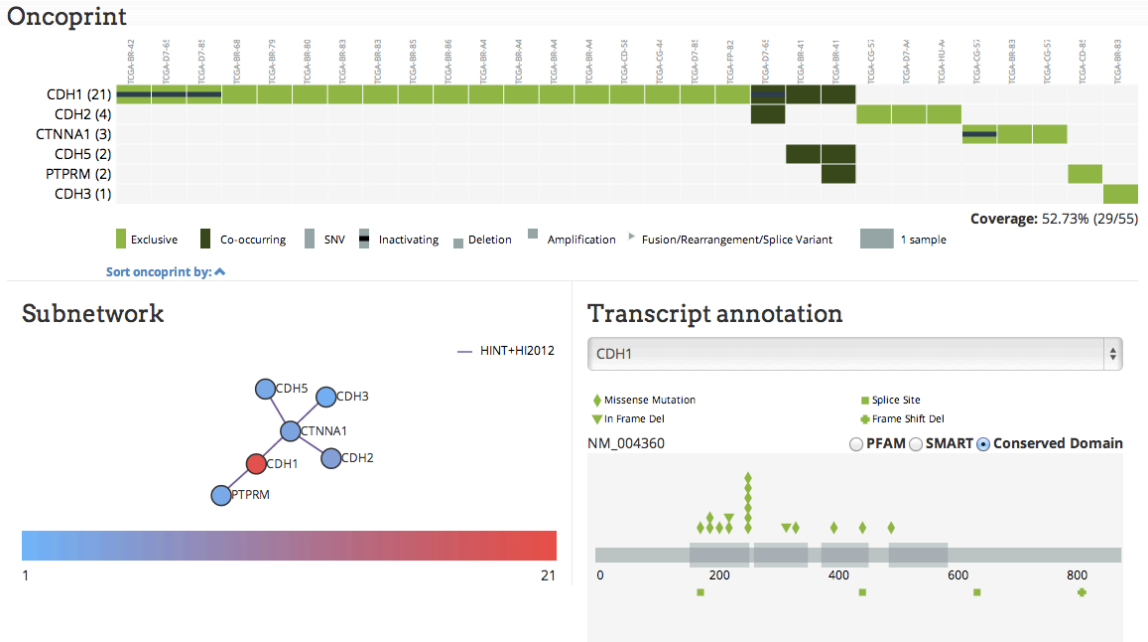 Oncoprint
TCGA-BR-42
TCGA-D7-65
TCGA-D7-85
TCGA-BR-68
TCGA-BR-79
TCGA-BR-80
TCGA-BR-83
TCGA-BR-83
TCGA-BR-85
TCGA-BR-86
TCGA-BR-A4
TCGA-BR-A4
TCGA-BR-A4
TCGA-BR-A4
TCGA-CD-58
TCGA-CG-44
TCGA-D7-85
TCGA-FP-82
TCGA-D7-65
TCGA-BR-41
TCGA-BR-41
TCGA-CG-57
TCGA-D7-A4
TCGA-HU-A4
TCGA-CG-57
TCGA-BR-83
TCGA-CG-57
TCGA-CD-85
TCGA-BR-83
CDH1 (21)
CDH2 (4)
CTNNA1 (3)
CDH5 (2)
PTPRM (2)
CDH3 (1)
Coverage: 52.73% (29/55)
Exclusive Co-occurring SNV Inactivating Deletion Amplification Fusion/Rearrangement/Splice Variant 1 sample
Sort oncoprint by:
Subnetwork
HINT+HI2012
CDH5
CDH3
CTNNA1
CDH2
CDH1
PTPRM
1 21
Transcript annotation
CDH1
Missense Mutation Splice Site
In Frame Del Frame Shift Del
NM_004360 PFAM SMART Conserved Domain
0 200 400 600 800